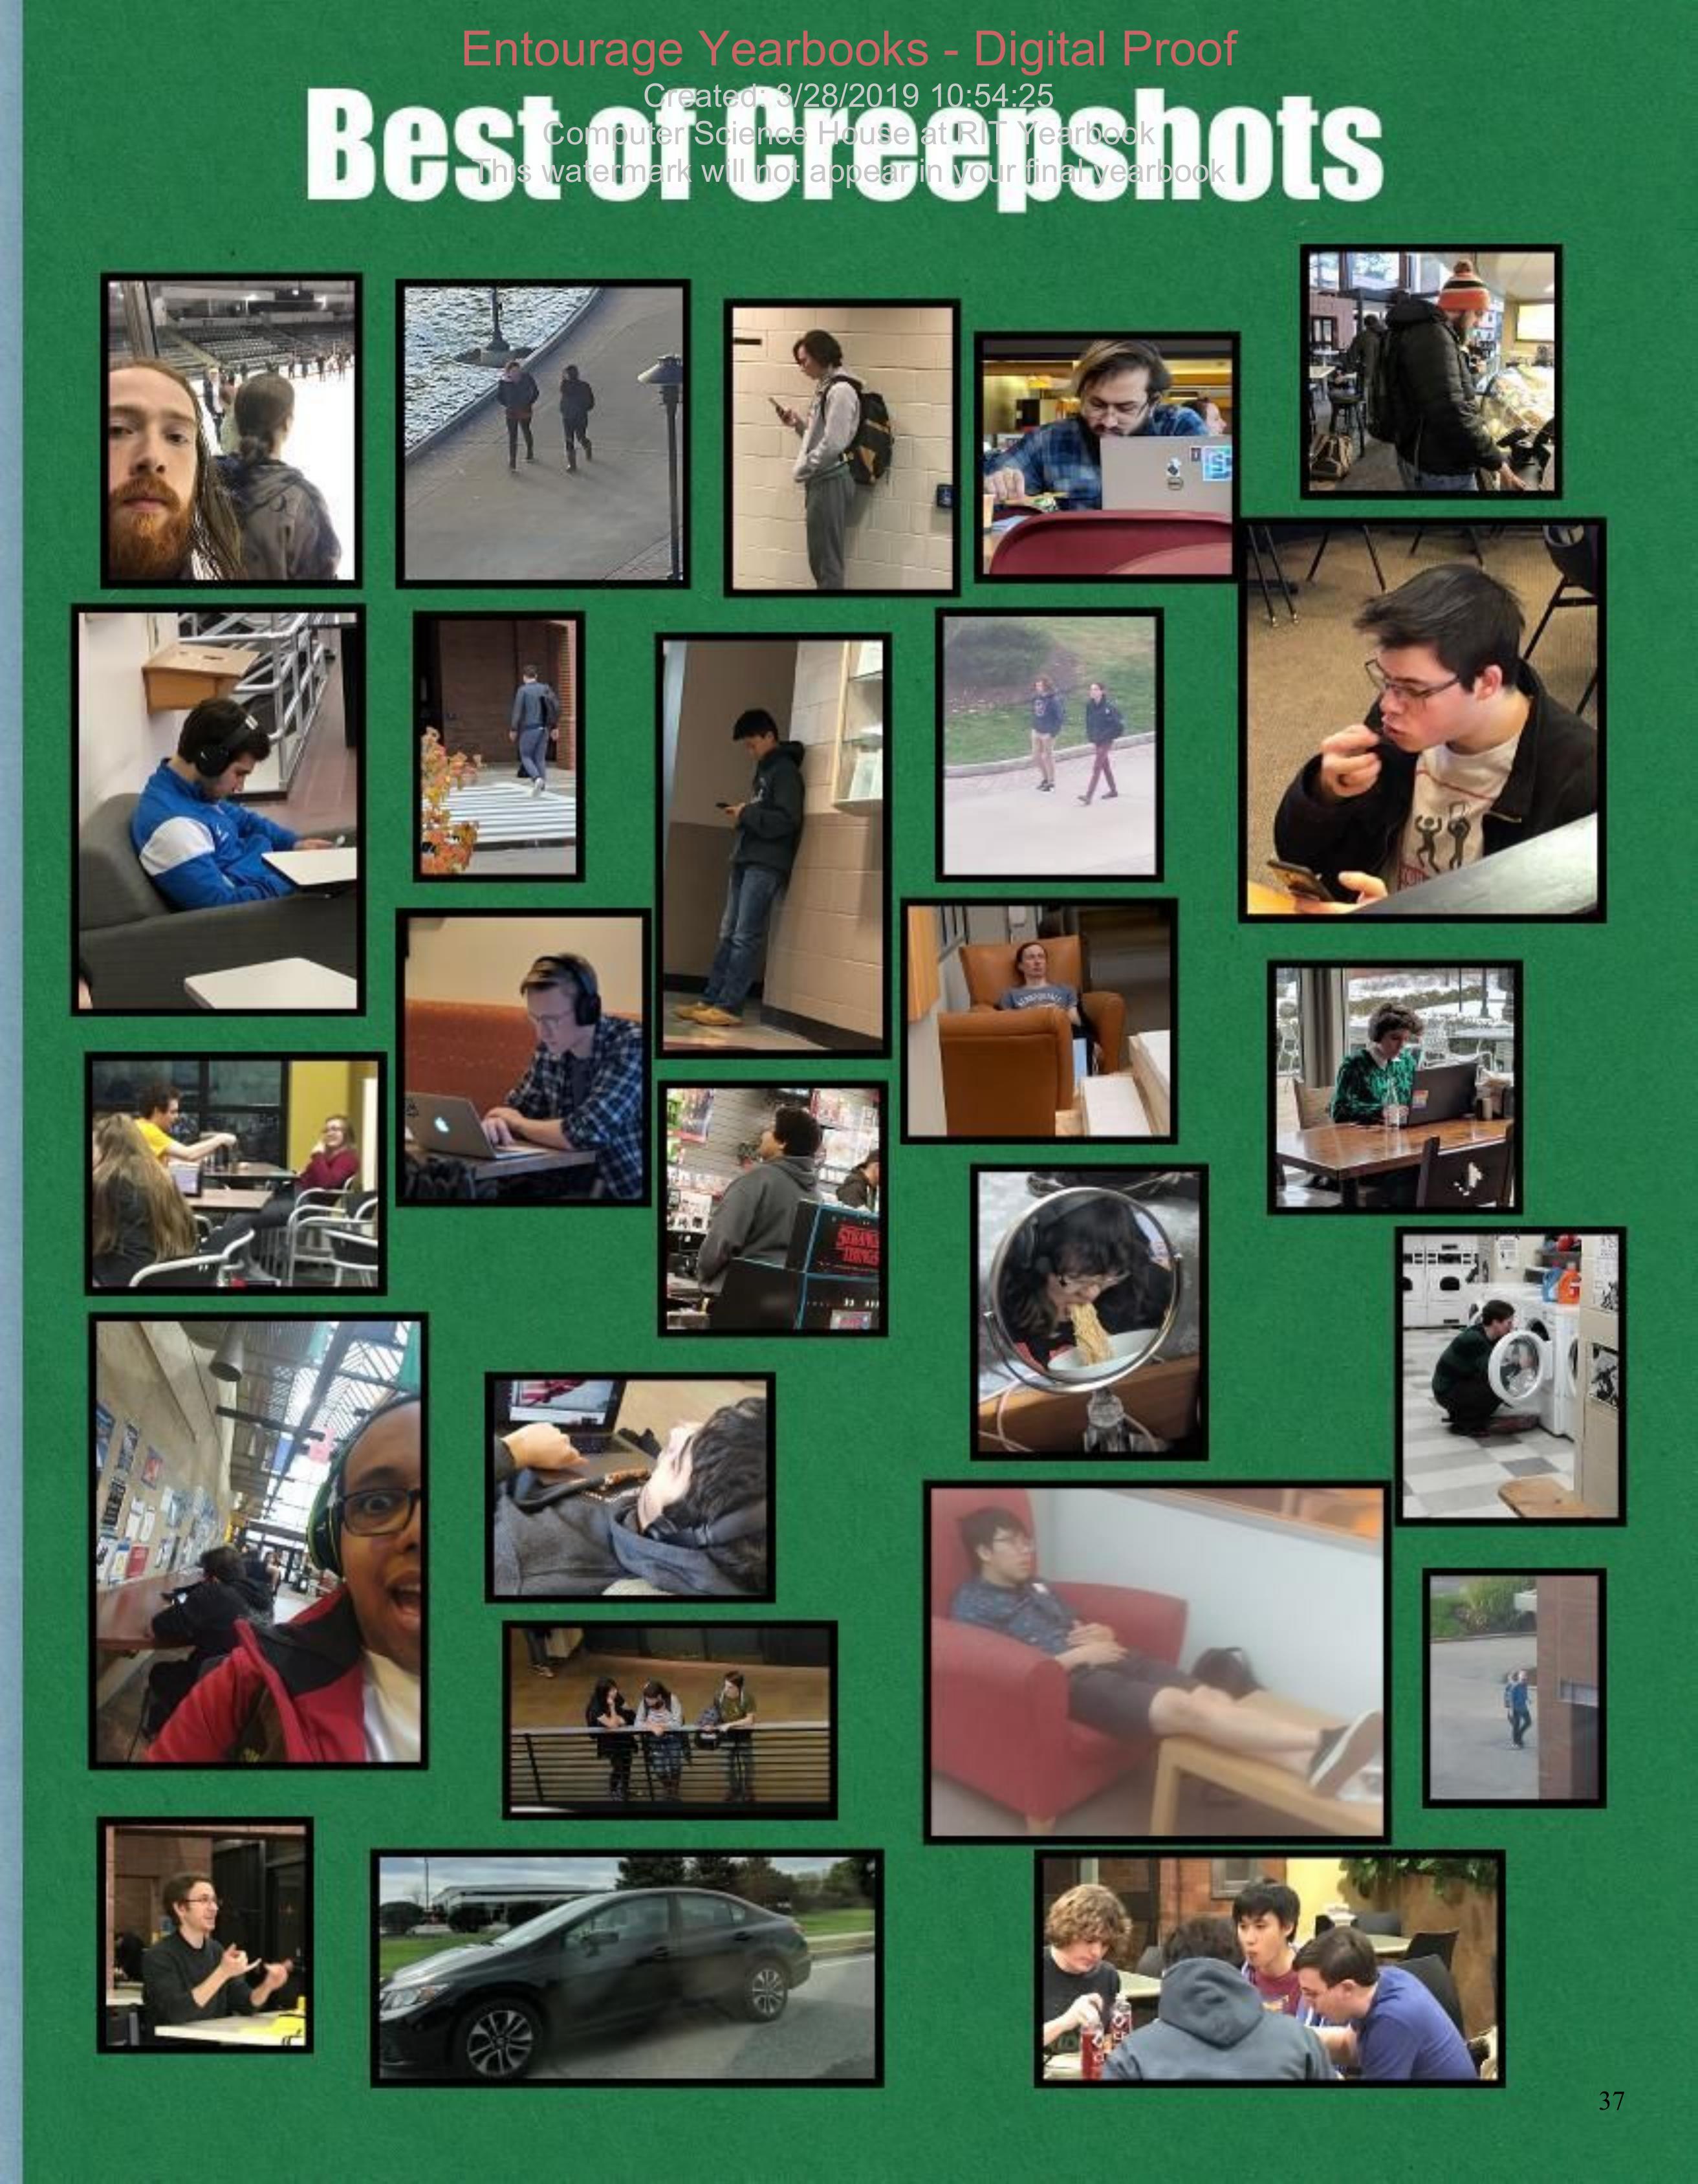 Entourage Yearbooks - Digital Proof
Created: 3/28/2019 10:54:25
Best of Creepshots
Computer Science House at RIT Yearbook
This watermark will not appear in your final yearbook
STRANGER
THINGS
37